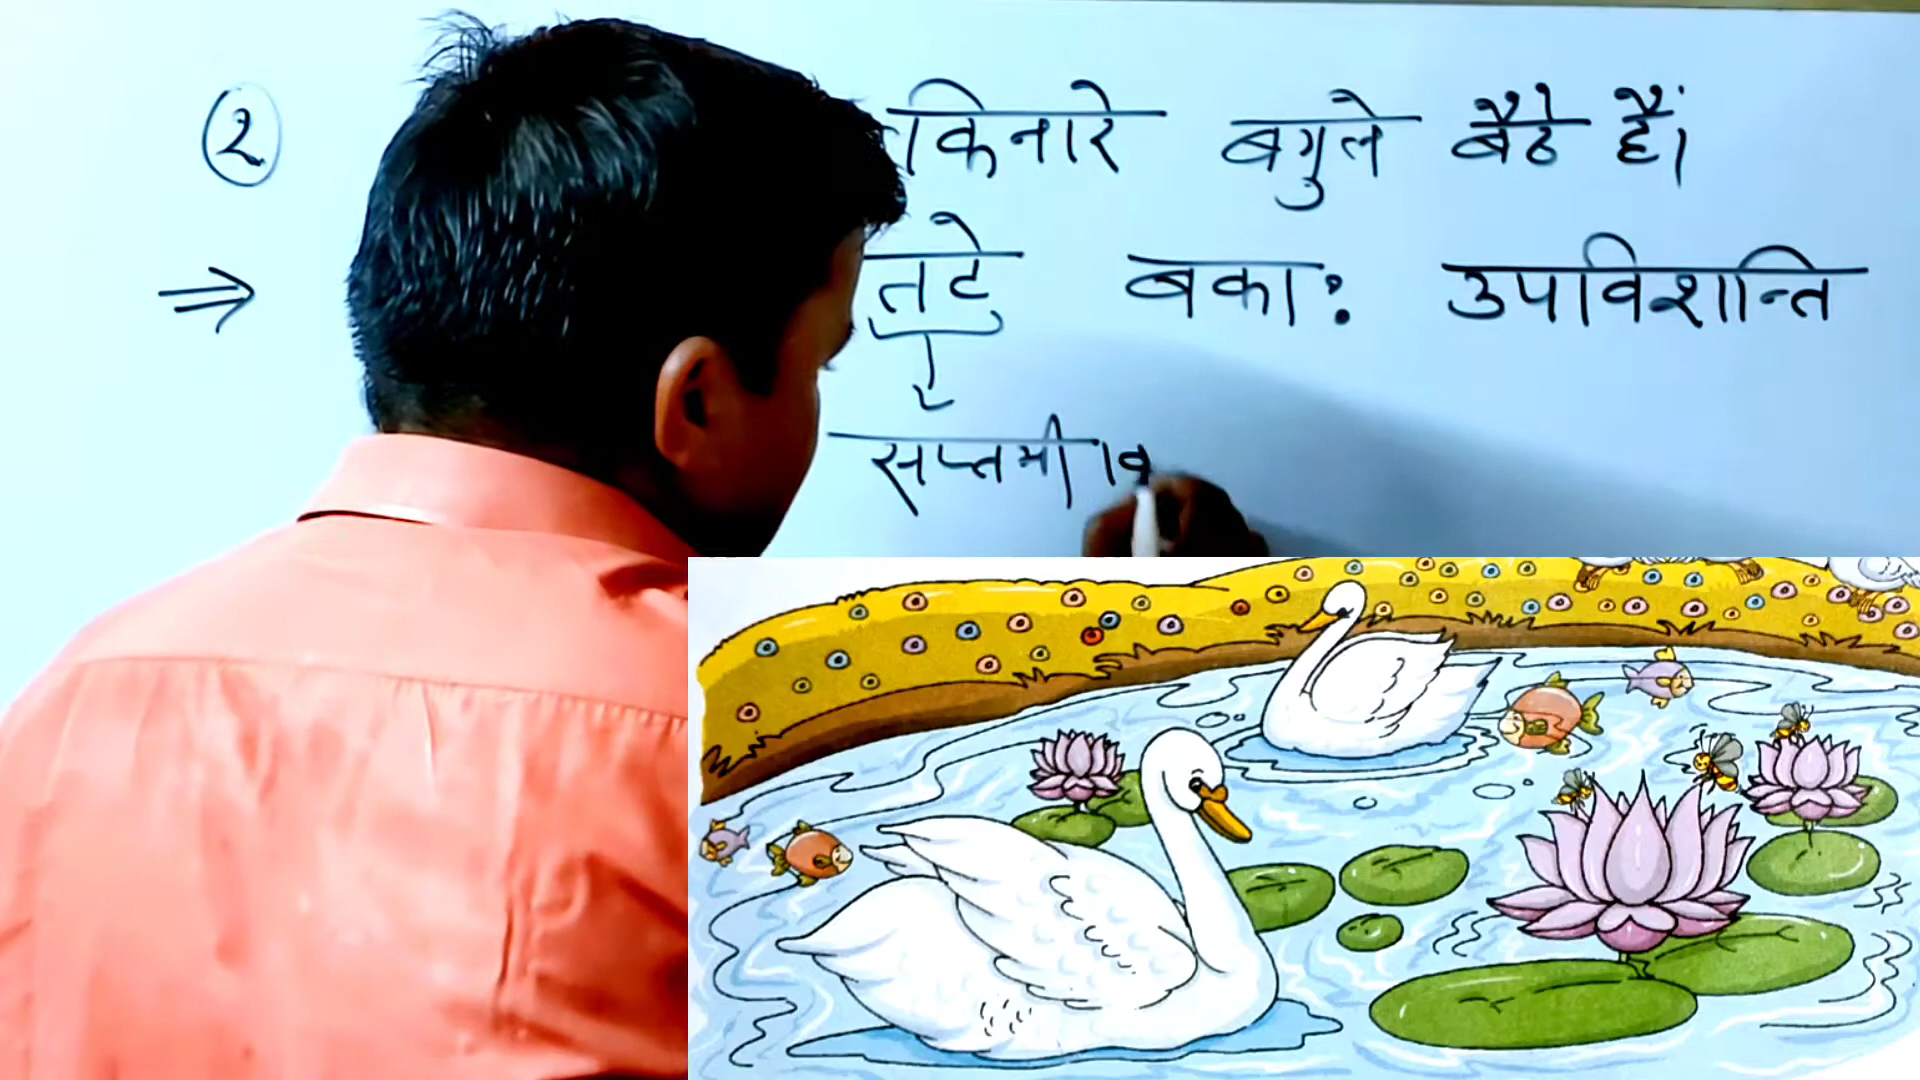 २ किनारे बगुले बैठे हैं।
⇒ तटे बकाः उपविशन्ति
सप्तमी